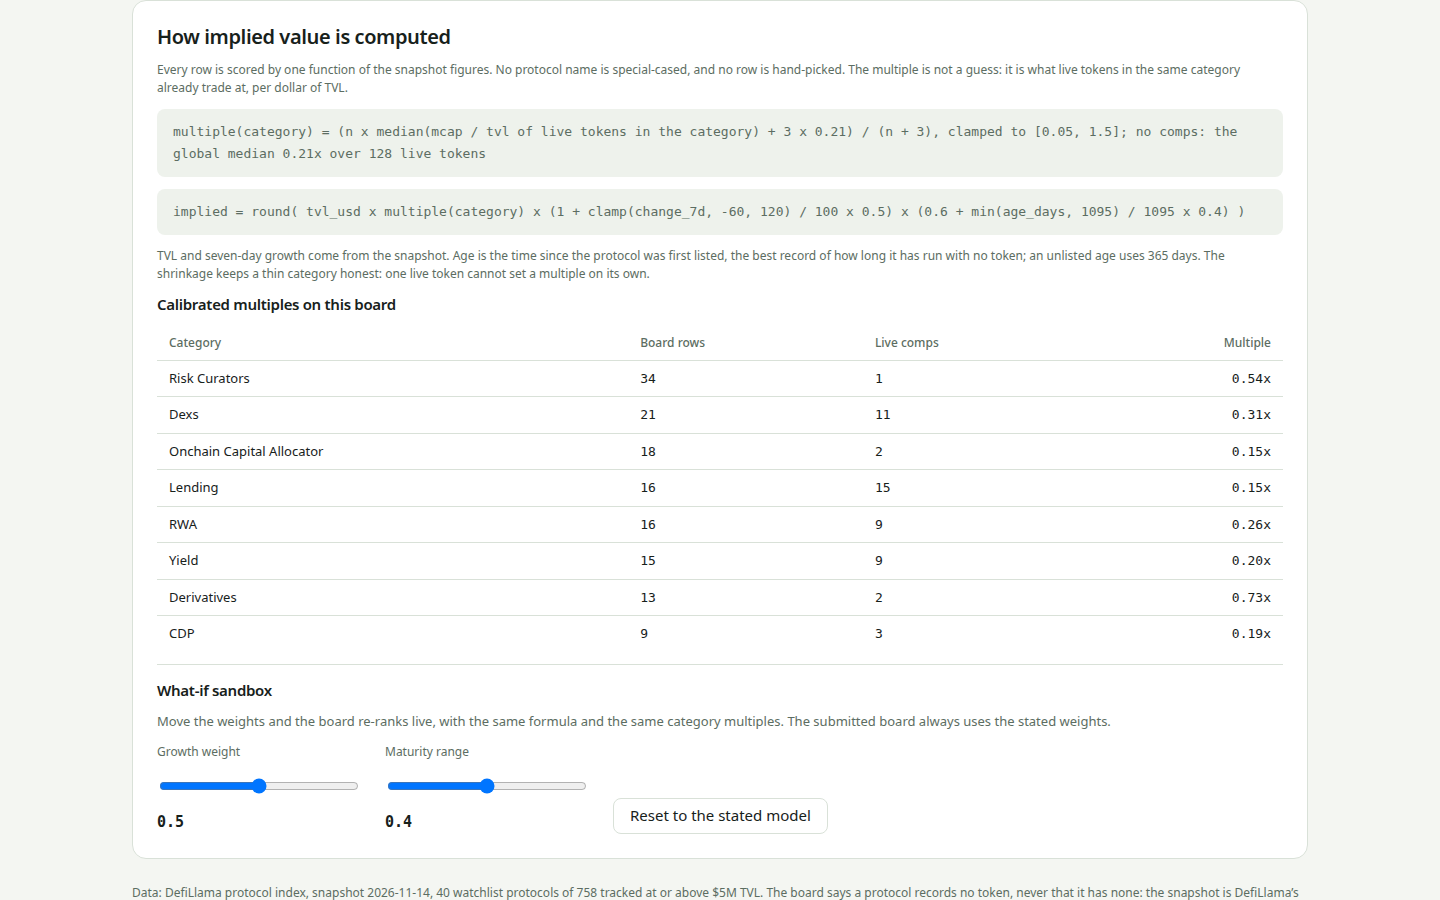 How implied value is computed
Every row is scored by one function of the snapshot figures. No protocol name is special-cased, and no row is hand-picked. The multiple is not a guess: it is what live tokens in the same category
already trade at, per dollar of TVL.
multiple(category) = (n x median(mcap / tvl of live tokens in the category) + 3 x 0.21) / (n + 3), clamped to [0.05, 1.5]; no comps: the
global median 0.21x over 128 live tokens
implied = round( tvl_usd x multiple(category) x (1 + clamp(change_7d, -60, 120) / 100 x 0.5) x (0.6 + min(age_days, 1095) / 1095 x 0.4) )
TVL and seven-day growth come from the snapshot. Age is the time since the protocol was first listed, the best record of how long it has run with no token; an unlisted age uses 365 days. The
shrinkage keeps a thin category honest: one live token cannot set a multiple on its own.
Calibrated multiples on this board
Category Board rows Live comps Multiple
Risk Curators 34 1 0.54x
Dexs 21 11 0.31x
Onchain Capital Allocator 18 2 0.15x
Lending 16 15 0.15x
RWA 16 9 0.26x
Yield 15 9 0.20x
Derivatives 13 2 0.73x
CDP 9 3 0.19x
What-if sandbox
Move the weights and the board re-ranks live, with the same formula and the same category multiples. The submitted board always uses the stated weights.
Growth weight Maturity range
0.5 0.4 Reset to the stated model
Data: DefiLlama protocol index, snapshot 2026-11-14, 40 watchlist protocols of 758 tracked at or above $5M TVL. The board says a protocol records no token, never that it has none: the snapshot is DefiLlama's